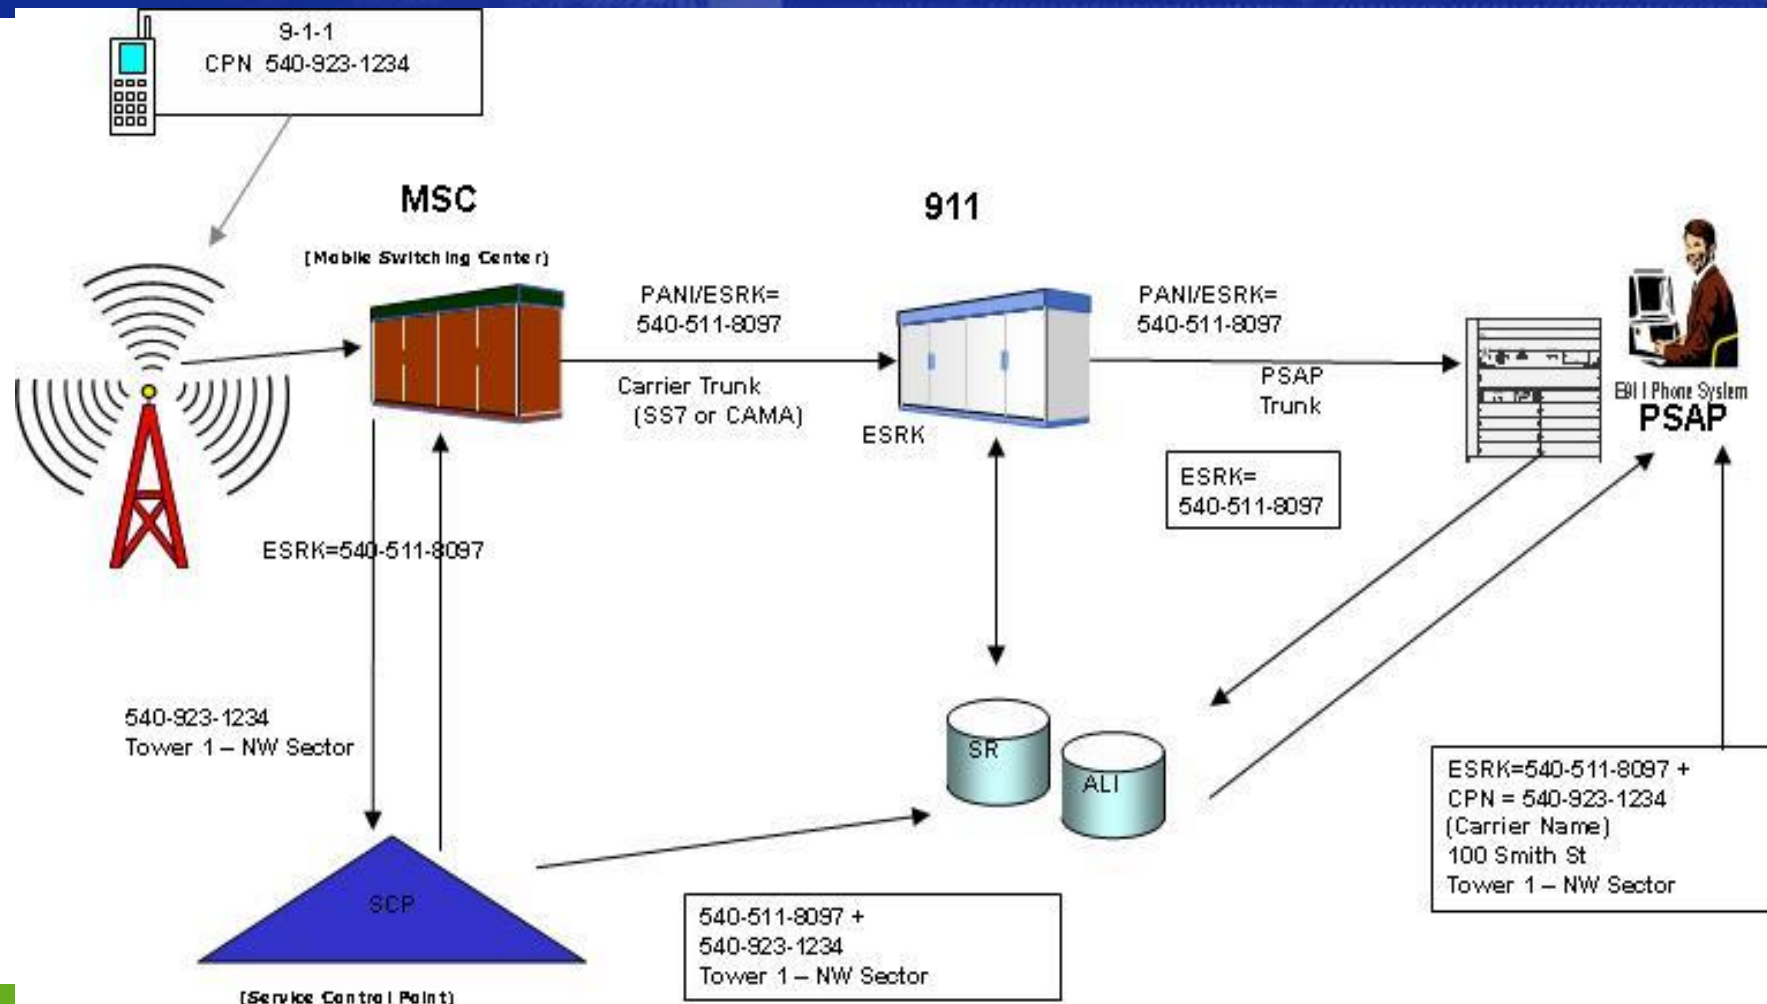 9-1-1
CPN 540-923-1234
MSC
[Mobile Switching Center)
911
PANI/ESRK=
540-511-8097
PANI/ESRK=
540-511-8097
Carrier Trunk
(SS7 or CAMA)
ESRK
PSAP
Trunk
E911 Phone System
PSAP
ESRK=
540-511-8097
ESRK=540-511-8097
540-923-1234
Tower 1 – NW Sector
SR
ALI
SCP
[Service Control Point)
540-511-8097 +
540-923-1234
Tower 1 – NW Sector
ESRK=540-511-8097 +
CPN = 540-923-1234
(Carrier Name)
100 Smith St
Tower 1 – NW Sector